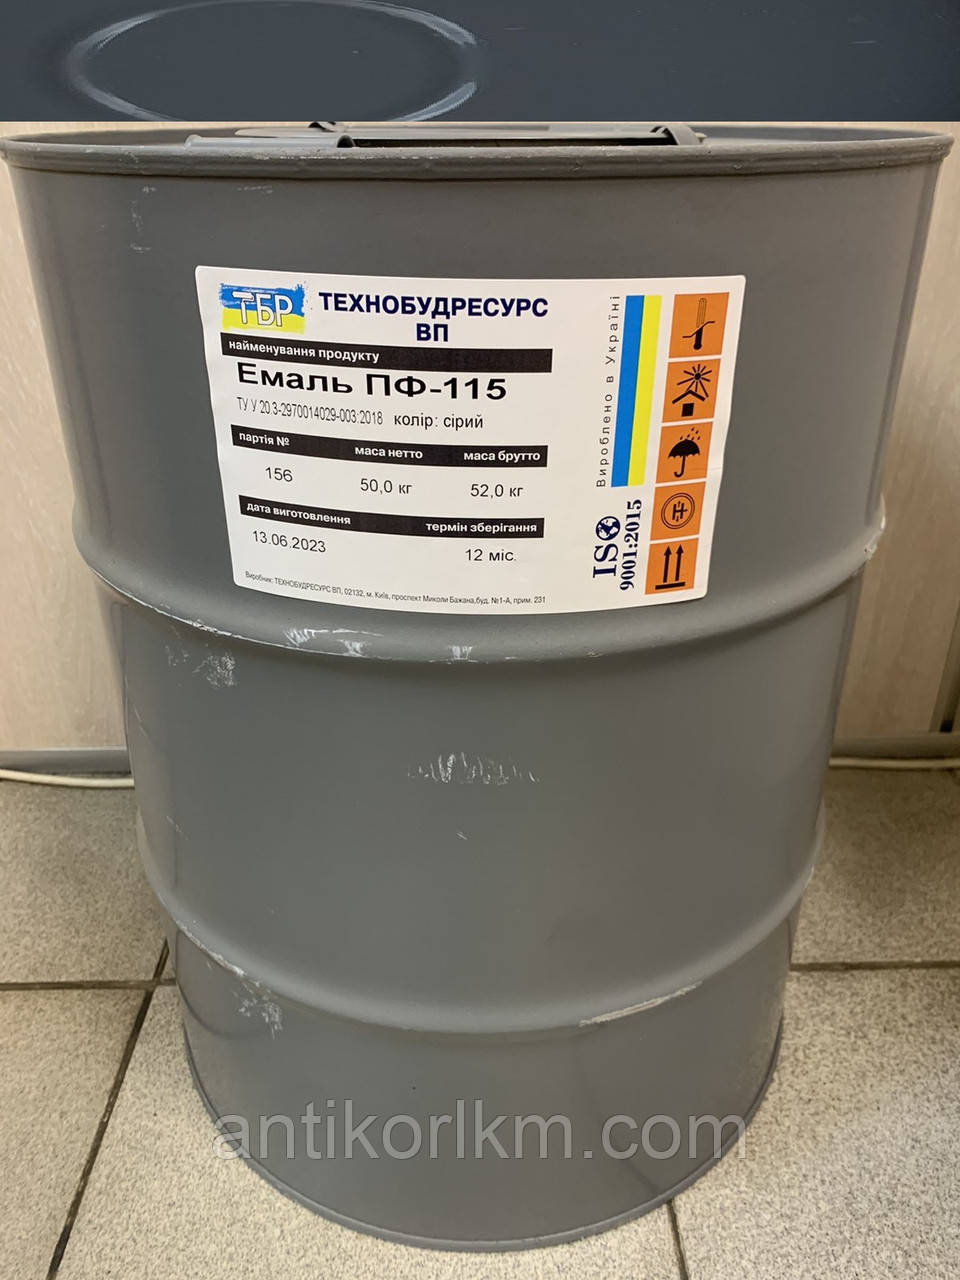 ТБР
ТЕХНОБУДРЕСУРС
ВП
найменування продукту
Емаль ПФ-115
ТУ У 20.3-2970014029-003:2018 колір: сірий
партія № маса нетто маса брутто
156 50,0 кг 52,0 кг
дата виготовлення термін зберігання
13.06.2023 12 міс.
Виробник: ТЕХНОБУДРЕСУРС ВП, 02132, м. Київ, проспект Миколи Бажана,буд. №1-А, прим. 231
Вироблено в Україні
ISO
9001:2015
antikorlkm.com